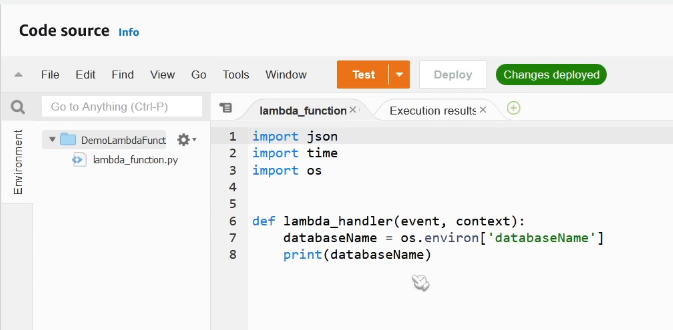 Code source Info
File Edit Find View Go Tools Window Test Deploy Changes deployed
Go to Anything (Ctrl-P)
lambda_function Execution results
Environment
DemoLambdaFunct
lambda_function.py
1 import json
2 import time
3 import os
4
5
6 def lambda_handler(event, context):
7 databaseName = os.environ['databaseName']
8 print(databaseName)